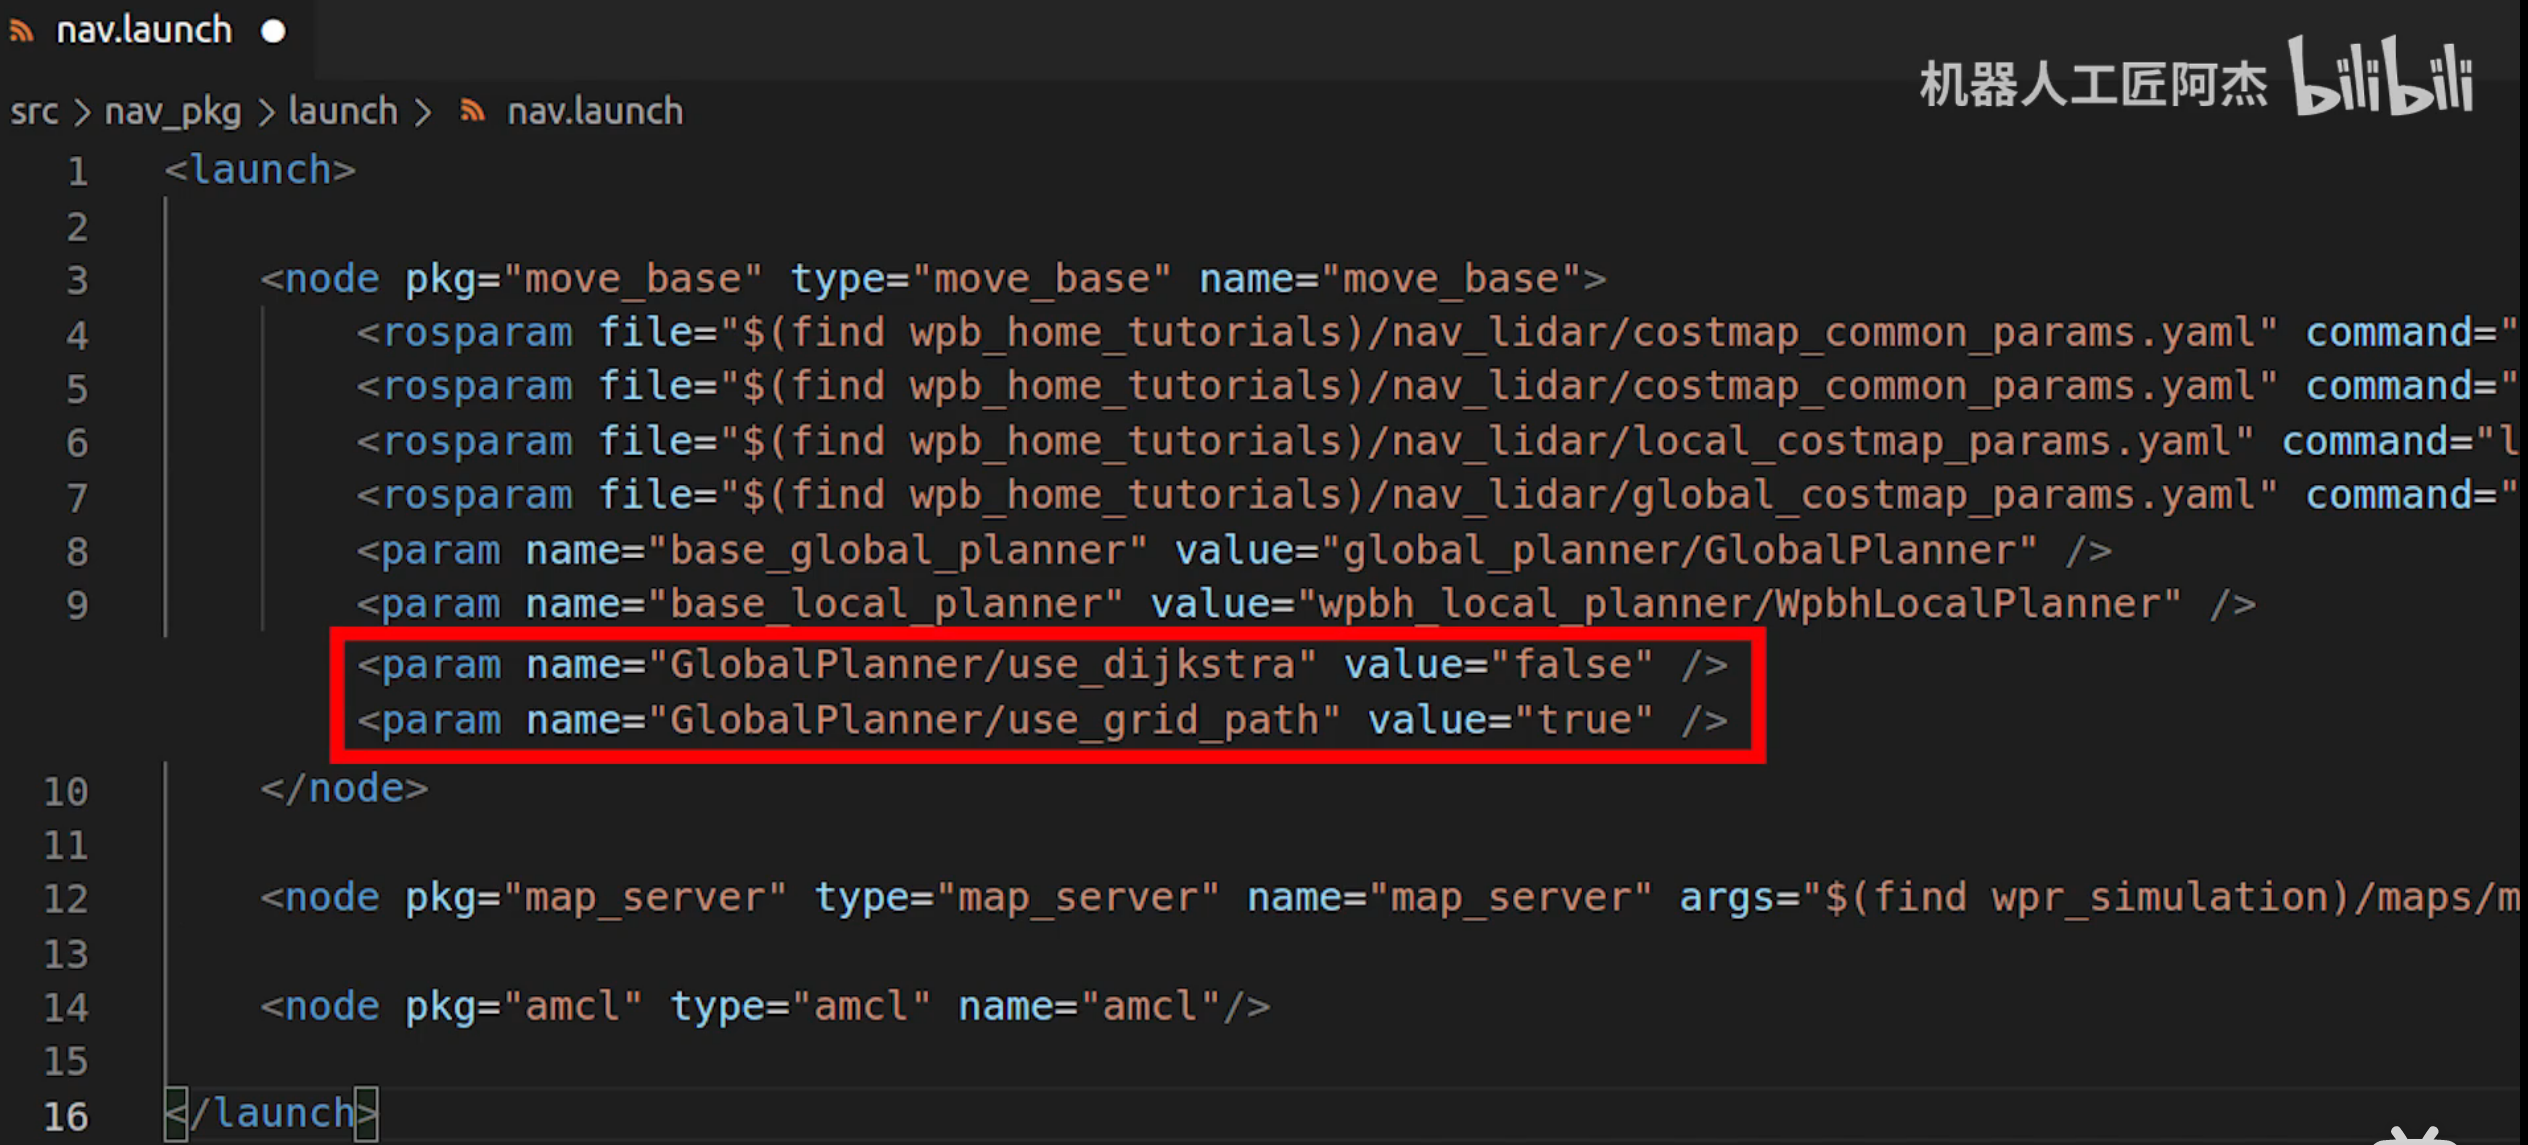 nav.launch
机器人工匠阿杰 bilibili
src > nav_pkg > launch > nav.launch
1 <launch>
2
3 <node pkg="move_base" type="move_base" name="move_base">
4 <rosparam file="$(find wpb_home_tutorials)/nav_lidar/costmap_common_params.yaml" command="
5 <rosparam file="$(find wpb_home_tutorials)/nav_lidar/costmap_common_params.yaml" command="
6 <rosparam file="$(find wpb_home_tutorials)/nav_lidar/local_costmap_params.yaml" command="l
7 <rosparam file="$(find wpb_home_tutorials)/nav_lidar/global_costmap_params.yaml" command="
8 <param name="base_global_planner" value="global_planner/GlobalPlanner" />
9 <param name="base_local_planner" value="wpbh_local_planner/WpbhLocalPlanner" />
<param name="GlobalPlanner/use_dijkstra" value="false" />
<param name="GlobalPlanner/use_grid_path" value="true" />
10 </node>
11
12 <node pkg="map_server" type="map_server" name="map_server" args="$(find wpr_simulation)/maps/m
13
14 <node pkg="amcl" type="amcl" name="amcl"/>
15
16 </launch>